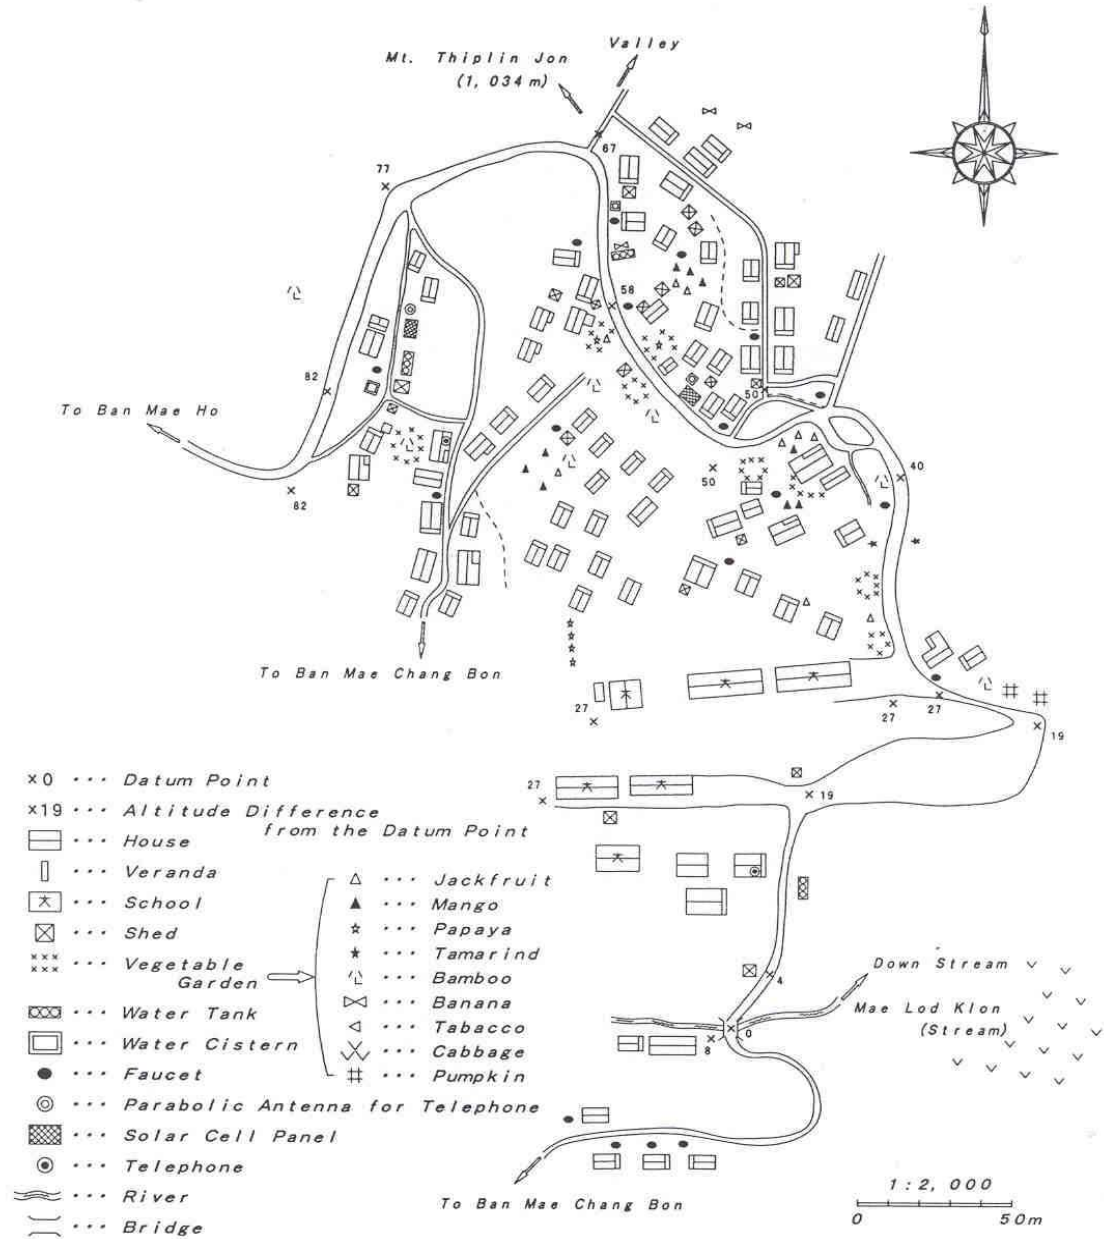 Valley
Mt. Thiplin Jon
(1, 034 m)
67
77
58
82
50
To Ban Mae Ho
40
50
82
To Ban Mae Chang Bon
27
27
27
19
27
19
×0 ··· Datum Point
×19 ··· Altitude Difference
from the Datum Point
··· House
··· Veranda
··· School
··· Shed
··· Vegetable
Garden
··· Water Tank
··· Water Cistern
··· Faucet
··· Parabolic Antenna for Telephone
··· Solar Cell Panel
··· Telephone
··· River
··· Bridge
··· Jackfruit
··· Mango
··· Papaya
··· Tamarind
··· Bamboo
··· Banana
··· Tabacco
··· Cabbage
··· Pumpkin
4
Down Stream
Mae Lod Klon
(Stream)
0
8
To Ban Mae Chang Bon
1:2, 000
0 50m